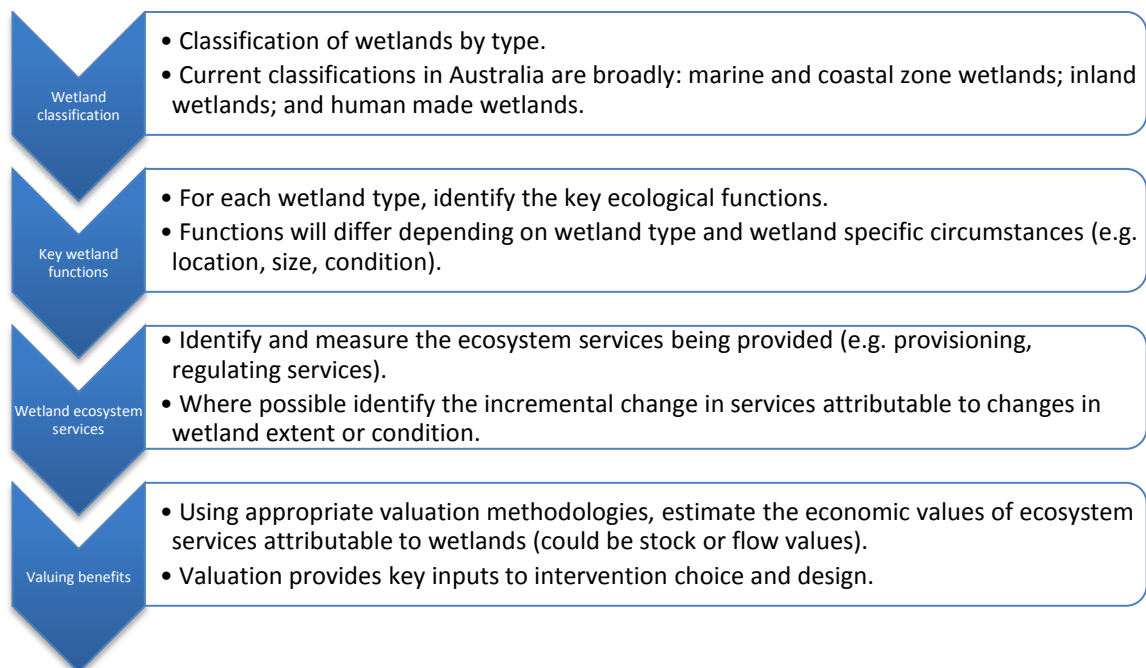 Wetland
classification
• Classification of wetlands by type.
• Current classifications in Australia are broadly: marine and coastal zone wetlands; inland
wetlands; and human made wetlands.
Key wetland
functions
• For each wetland type, identify the key ecological functions.
• Functions will differ depending on wetland type and wetland specific circumstances (e.g.
location, size, condition).
Wetland ecosystem
services
• Identify and measure the ecosystem services being provided (e.g. provisioning,
regulating services).
• Where possible identify the incremental change in services attributable to changes in
wetland extent or condition.
Valuing benefits
• Using appropriate valuation methodologies, estimate the economic values of ecosystem
services attributable to wetlands (could be stock or flow values).
• Valuation provides key inputs to intervention choice and design.